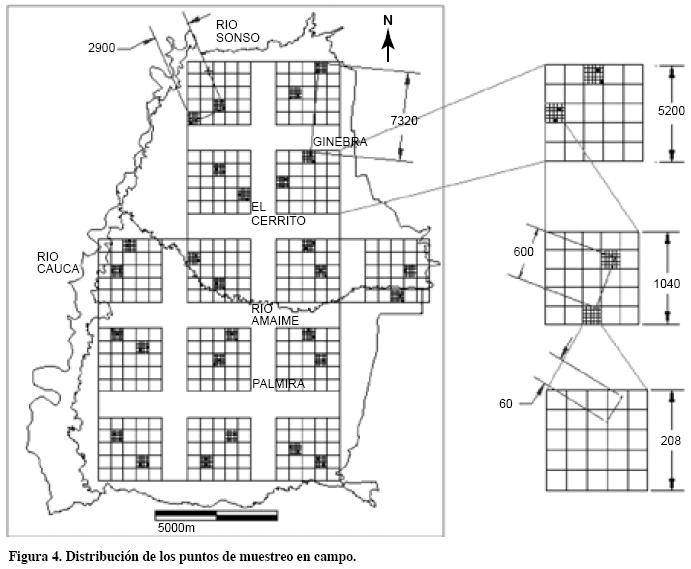 RIO
SONSO
2900
N
7320
GINEBRA
5200
EL
CERRITO
RIO
CAUCA
600
1040
RIO
AMAIME
PALMIRA
60
208
5000m
Figura 4. Distribución de los puntos de muestreo en campo.